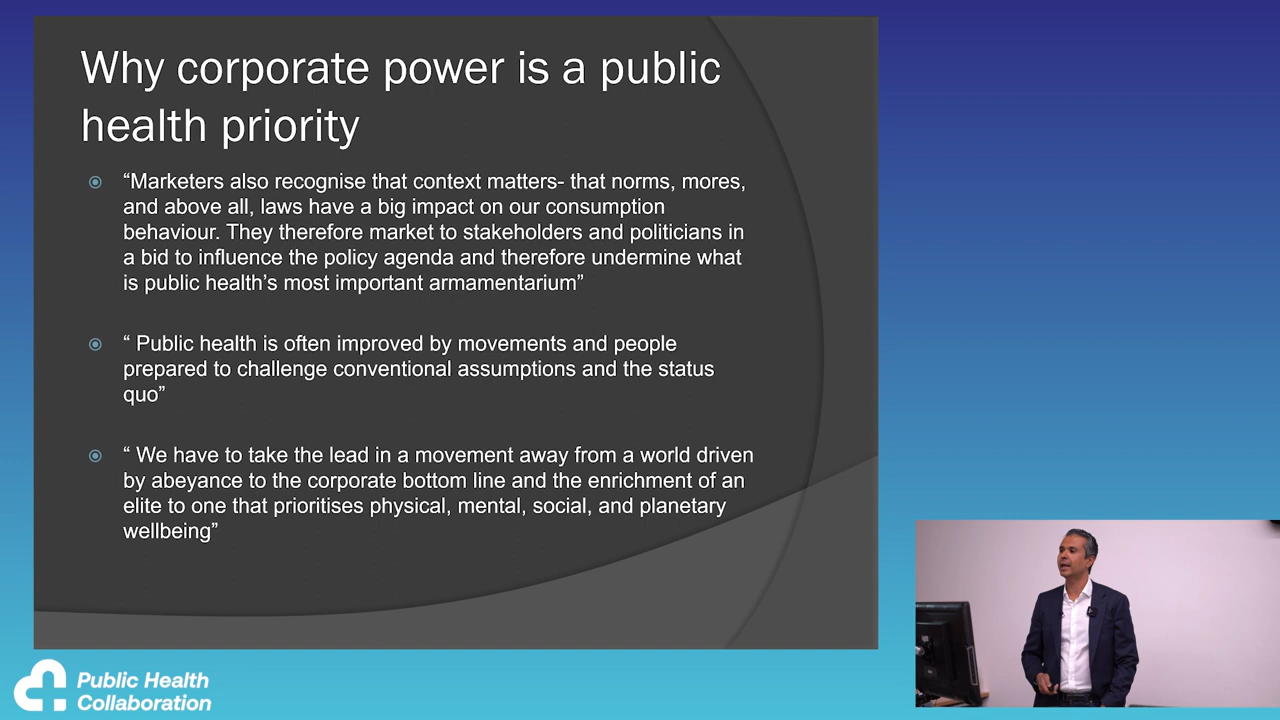 Why corporate power is a public
health priority
“Marketers also recognise that context matters- that norms, mores,
and above all, laws have a big impact on our consumption
behaviour. They therefore market to stakeholders and politicians in
a bid to influence the policy agenda and therefore undermine what
is public health’s most important armamentarium”
“ Public health is often improved by movements and people
prepared to challenge conventional assumptions and the status
quo”
“ We have to take the lead in a movement away from a world driven
by abeyance to the corporate bottom line and the enrichment of an
elite to one that prioritises physical, mental, social, and planetary
wellbeing”
Public Health
Collaboration